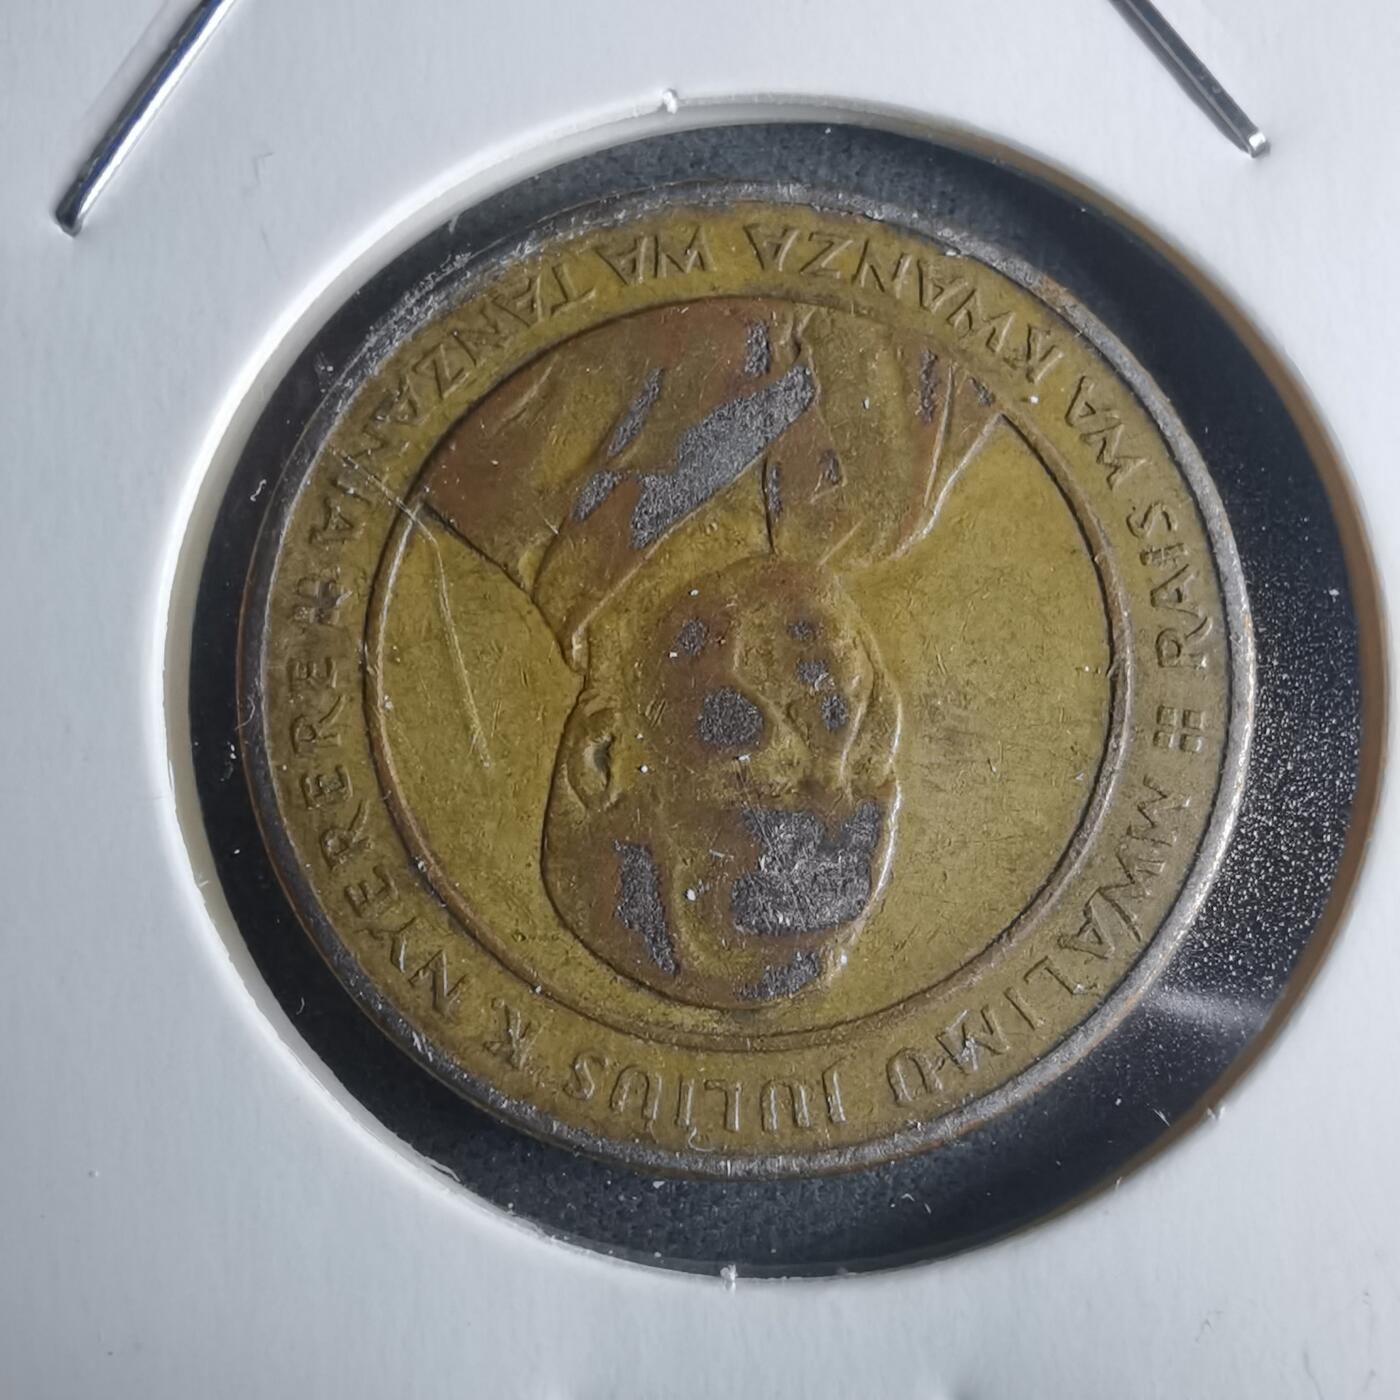 MWALIMU JULIUS K NYERERE
RAIS WA KWANZA WA TANZANIA